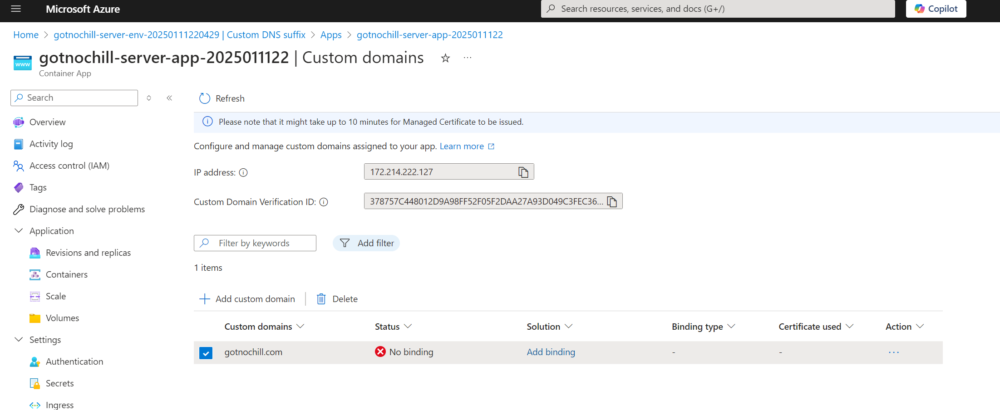 Microsoft Azure
Search resources, services, and docs (G+/)
Copilot
Home > gotnochill-server-env-20250111220429 | Custom DNS suffix > Apps > gotnochill-server-app-2025011122
gotnochill-server-app-2025011122 | Custom domains
Container App
www
Search
Refresh
Overview
Please note that it might take up to 10 minutes for Managed Certificate to be issued.
Activity log
Configure and manage custom domains assigned to your app. Learn more
Access control (IAM)
IP address:
172.214.222.127
Tags
Custom Domain Verification ID:
378757C448012D9A98FF52F05F2DAA27A93D049C3FEC36...
Diagnose and solve problems
Application
Filter by keywords
Add filter
Revisions and replicas
1 items
Containers
Scale
Add custom domain
Delete
Volumes
Custom domains
Status
Solution
Binding type
Certificate used
Action
Settings
gotnochill.com
No binding
Add binding
-
-
...
Authentication
Secrets
Ingress